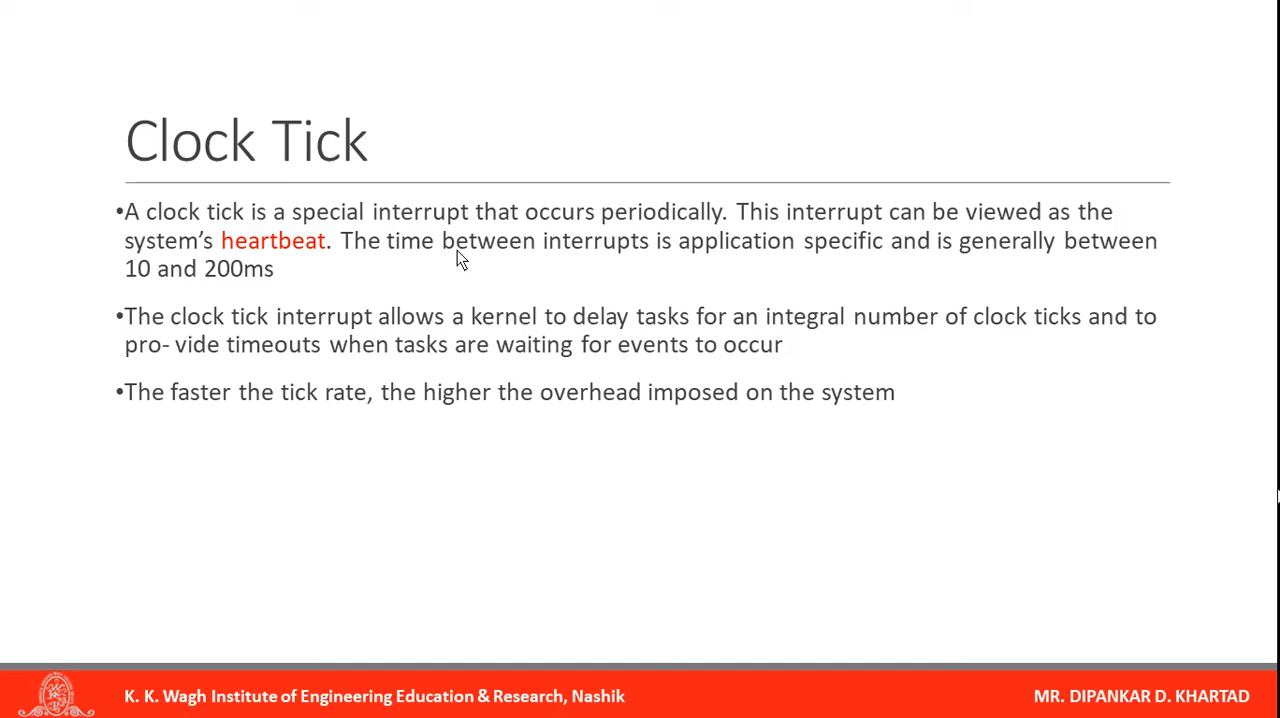 Clock Tick
•A clock tick is a special interrupt that occurs periodically. This interrupt can be viewed as the
system’s heartbeat. The time between interrupts is application specific and is generally between
10 and 200ms
•The clock tick interrupt allows a kernel to delay tasks for an integral number of clock ticks and to
pro- vide timeouts when tasks are waiting for events to occur
•The faster the tick rate, the higher the overhead imposed on the system
K. K. Wagh Institute of Engineering Education & Research, Nashik
MR. DIPANKAR D. KHARTAD